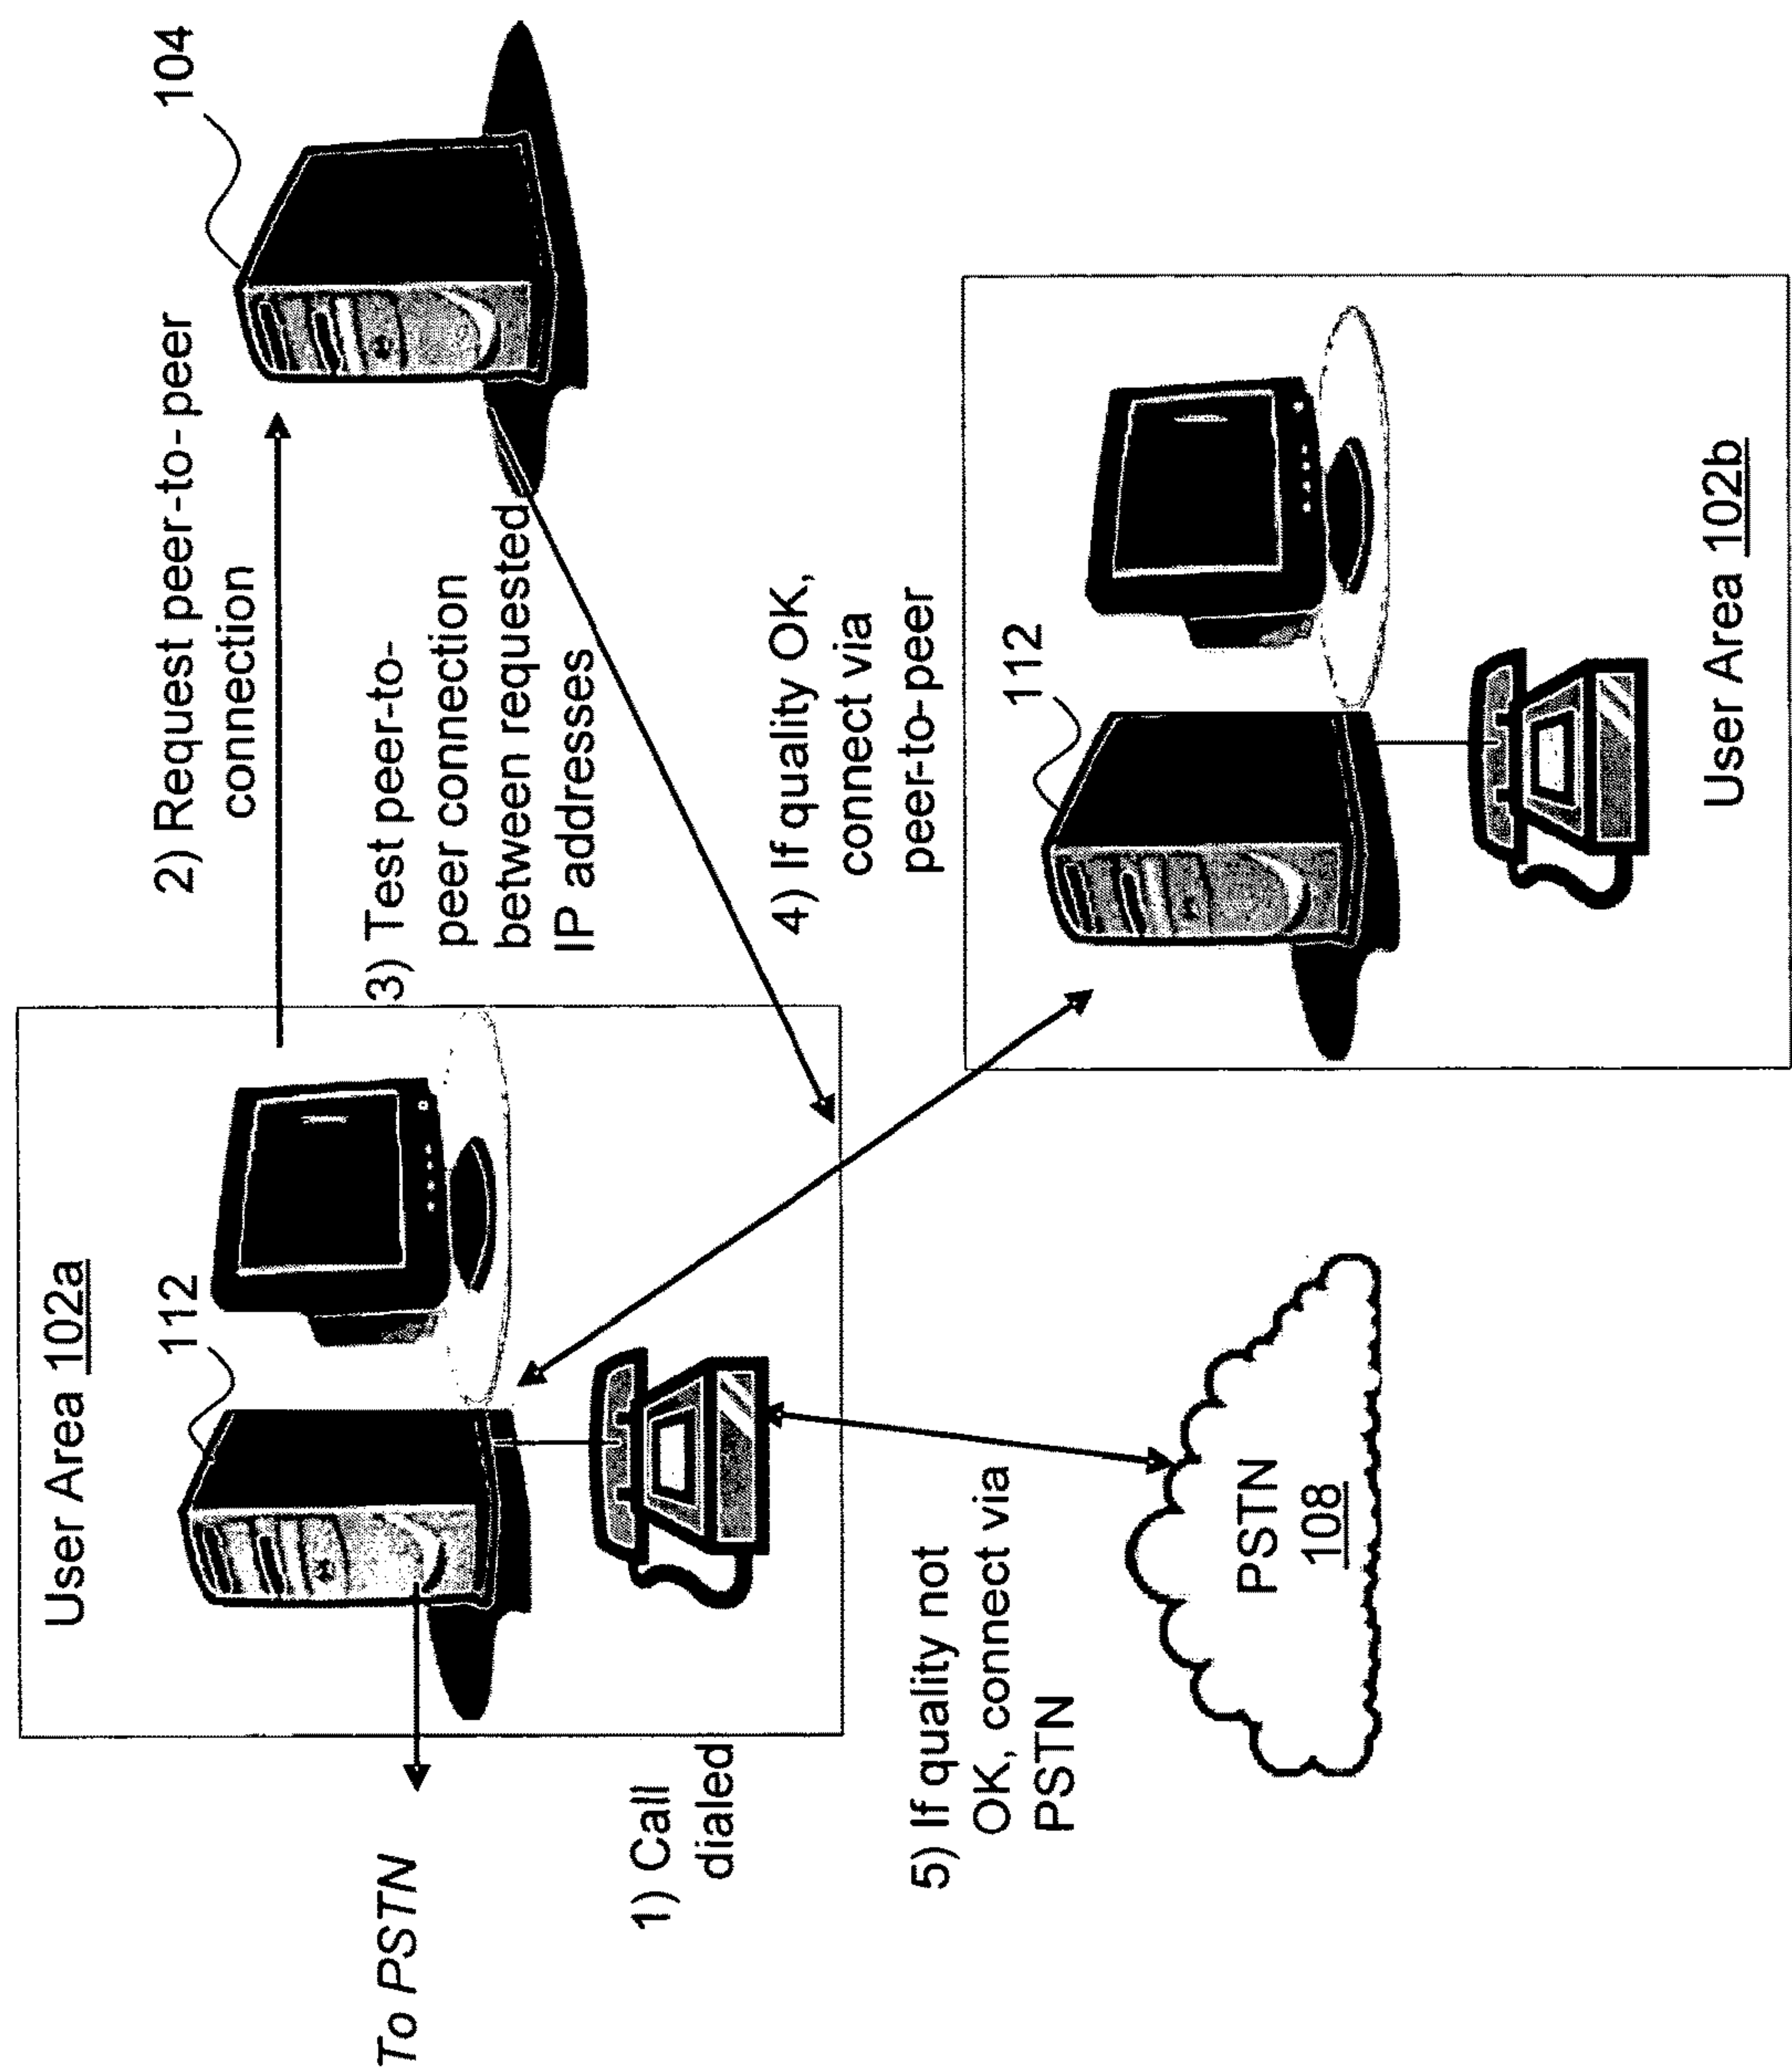 User Area 102a
112
To PSTN
1) Call
dialed
2) Request peer-to- peer
connection
104
3) Test peer-to-
peer connection
between requested
IP addresses
4) If quality OK,
connect via
peer-to- peer
5) If quality not
OK, connect via
PSTN
PSTN
108
112
User Area 102b